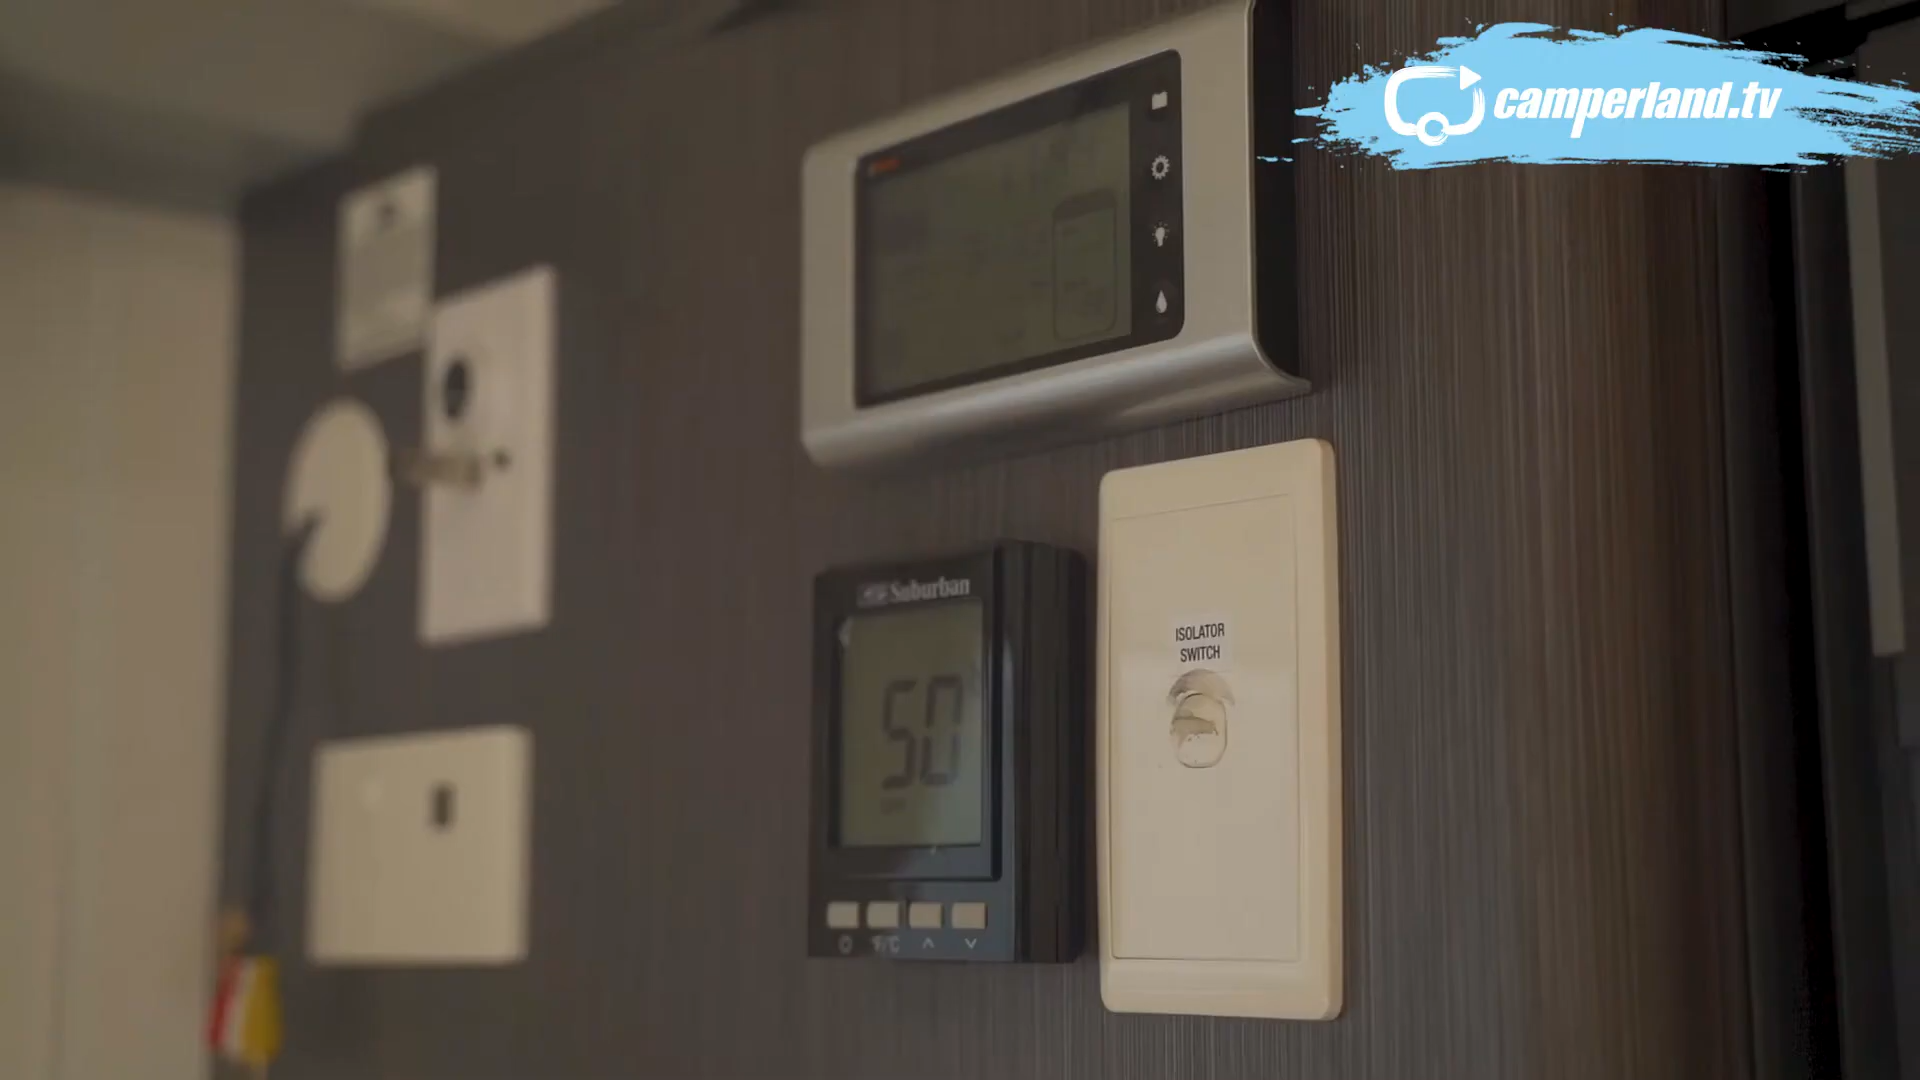 camperland.tv
Suburban
50
°F/C
ISOLATOR
SWITCH